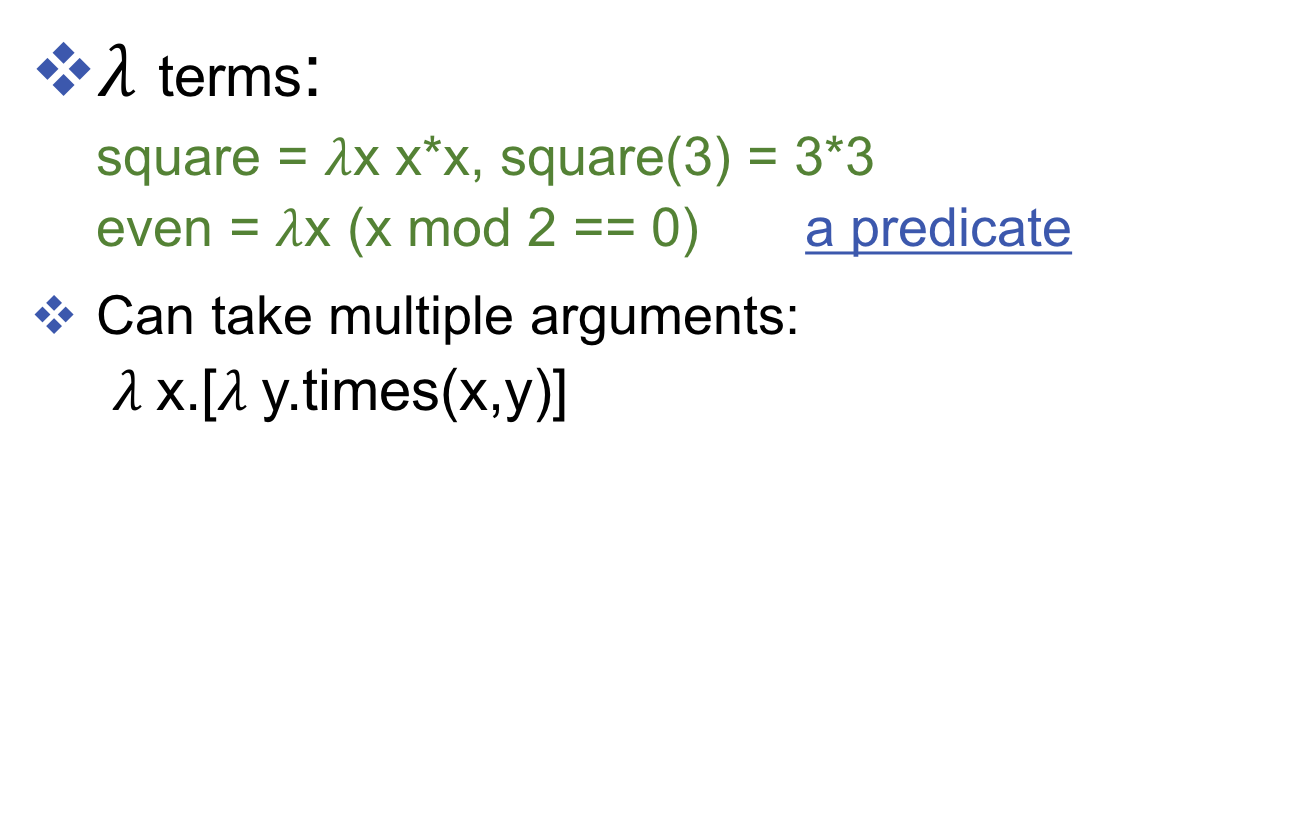 ❖𝜆 terms:
square = 𝜆x x*x, square(3) = 3*3
even = 𝜆x (x mod 2 == 0) a predicate
❖ Can take multiple arguments:
𝜆 x.[𝜆 y.times(x,y)]